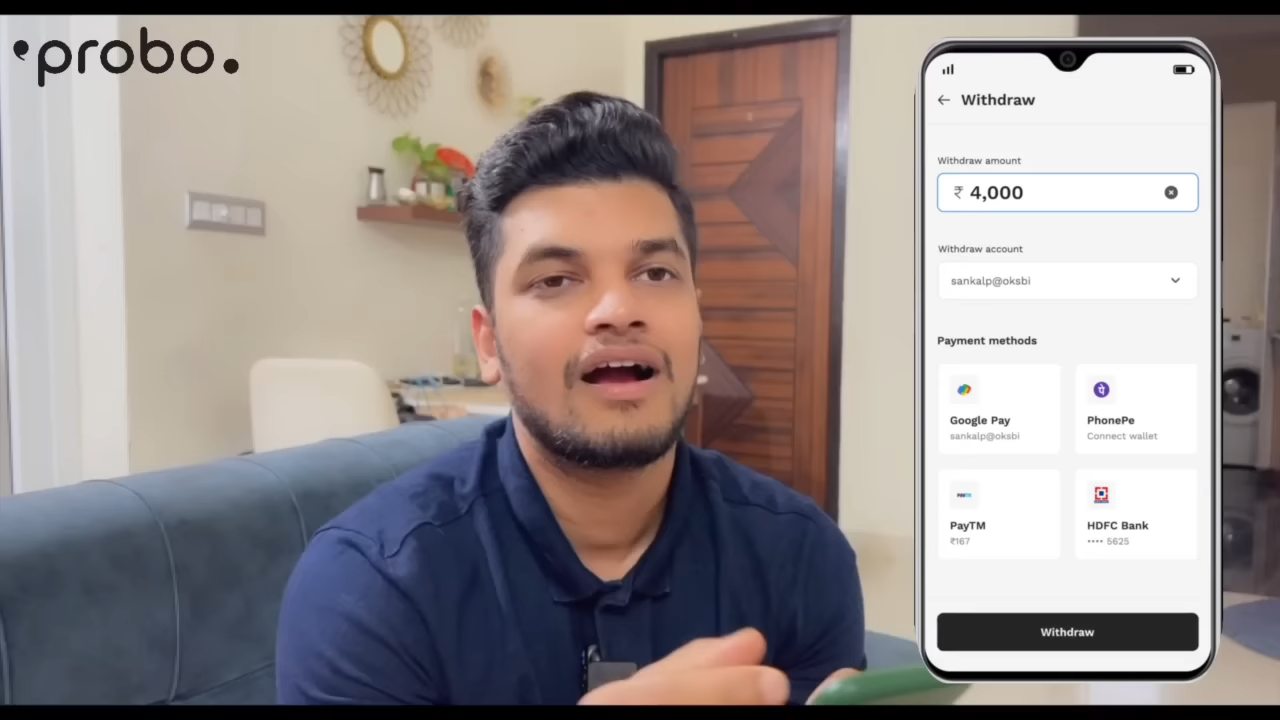 probo.
Withdraw
Withdraw amount
₹ 4,000
Withdraw account
sankalp@oksbi
Payment methods
Google Pay
sankalp@oksbi
PhonePe
Connect wallet
पे
PAYTM
PayTM
₹167
HDFC Bank
•••• 5625
Withdraw